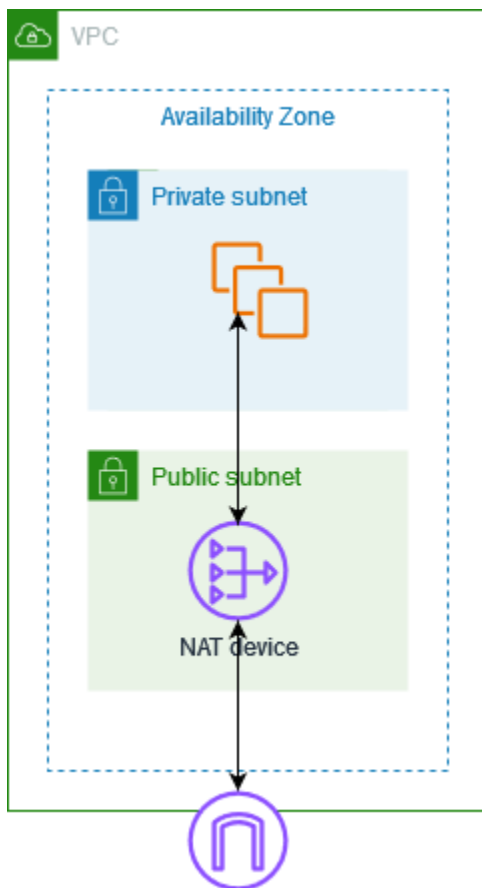 VPC
Availability Zone
Private subnet
Public subnet
NAT device